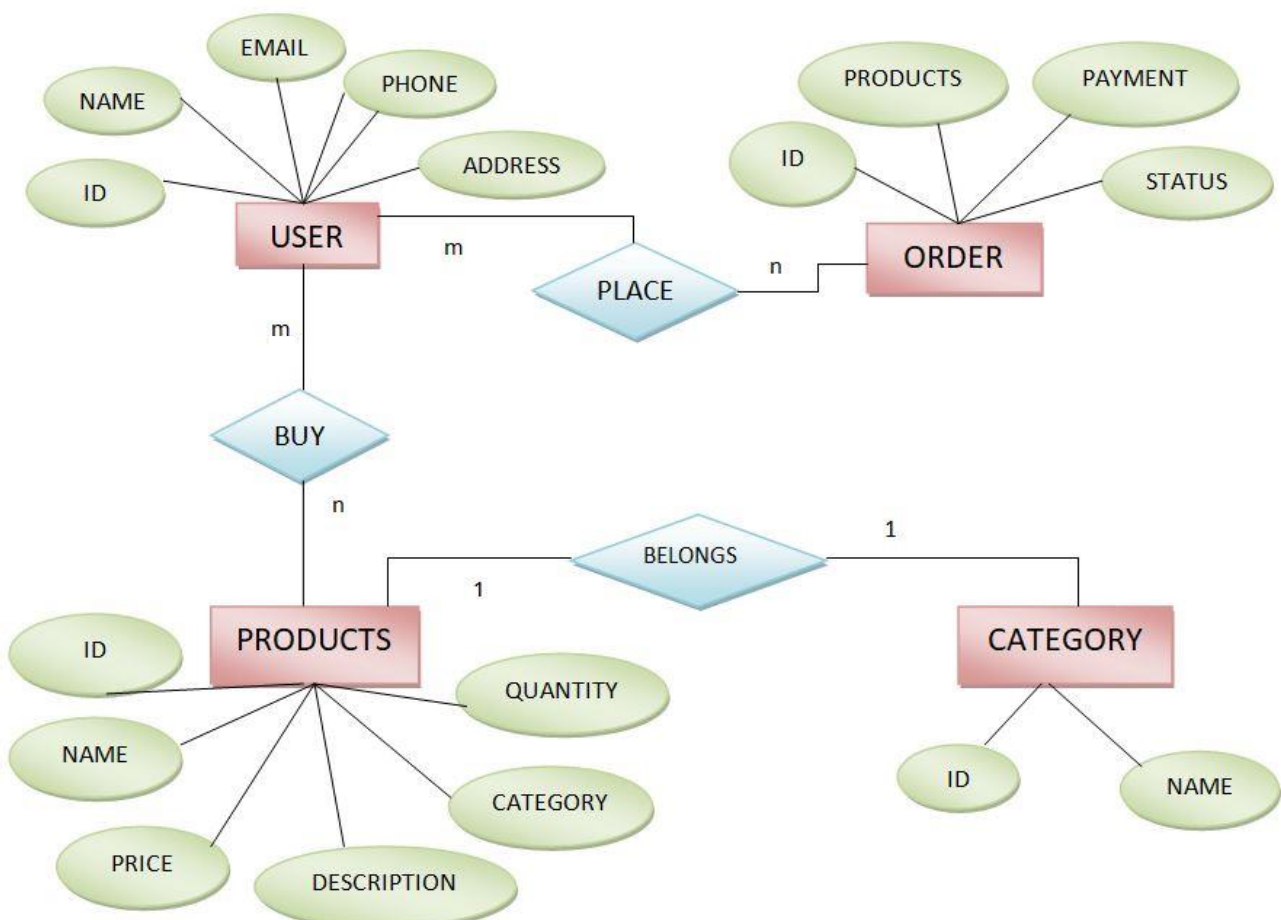 EMAIL
PRODUCTS
PAYMENT
NAME
PHONE
ID
ADDRESS
ID
STATUS
USER
m
PLACE
n
ORDER
m
BUY
n
BELONGS
1
1
PRODUCTS
CATEGORY
ID
QUANTITY
NAME
CATEGORY
PRICE
DESCRIPTION
ID
NAME